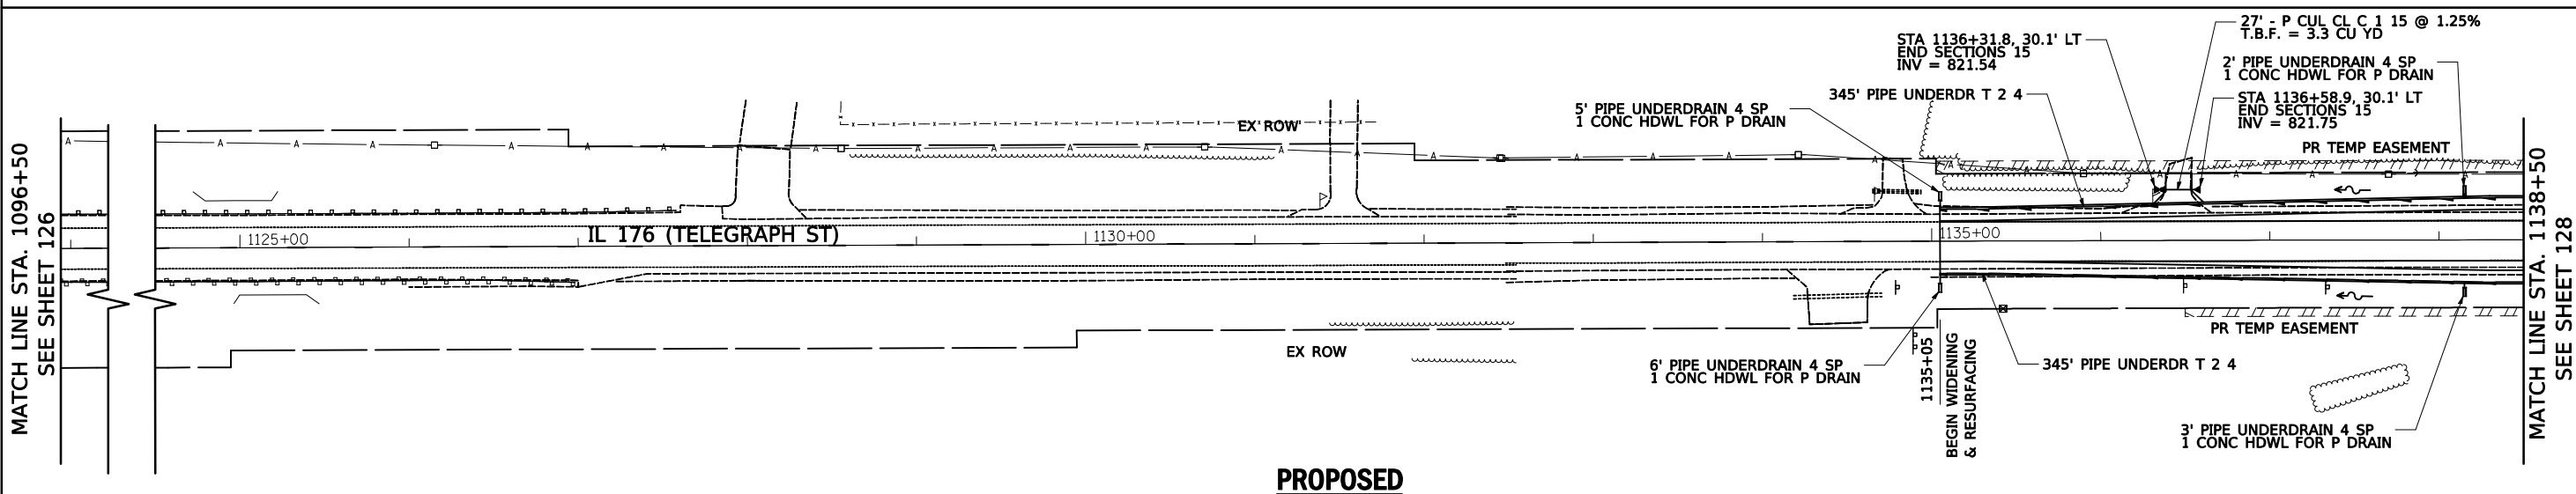 MATCH LINE STA. 1096+50
SEE SHEET 126
27' - P CUL CL C 1 15 @ 1.25%
T.B.F. = 3.3 CU YD
STA 1136+31.8, 30.1' LT
END SECTIONS 15
INV = 821.54
2' PIPE UNDERDRAIN 4 SP
1 CONC HDWL FOR P DRAIN
345' PIPE UNDERDR T 2 4
STA 1136+58.9, 30.1' LT
END SECTIONS 15
INV = 821.75
5' PIPE UNDERDRAIN 4 SP
1 CONC HDWL FOR P DRAIN
EX ROW
PR TEMP EASEMENT
A A A A A A A A A A A A A A A A A A A A
1125+00
IL 176 (TELEGRAPH ST)
1130+00
1135+00
EX ROW
PR TEMP EASEMENT
6' PIPE UNDERDRAIN 4 SP
1 CONC HDWL FOR P DRAIN
1135+05
BEGIN WIDENING
& RESURFACING
345' PIPE UNDERDR T 2 4
3' PIPE UNDERDRAIN 4 SP
1 CONC HDWL FOR P DRAIN
MATCH LINE STA. 1138+50
SEE SHEET 128
PROPOSED